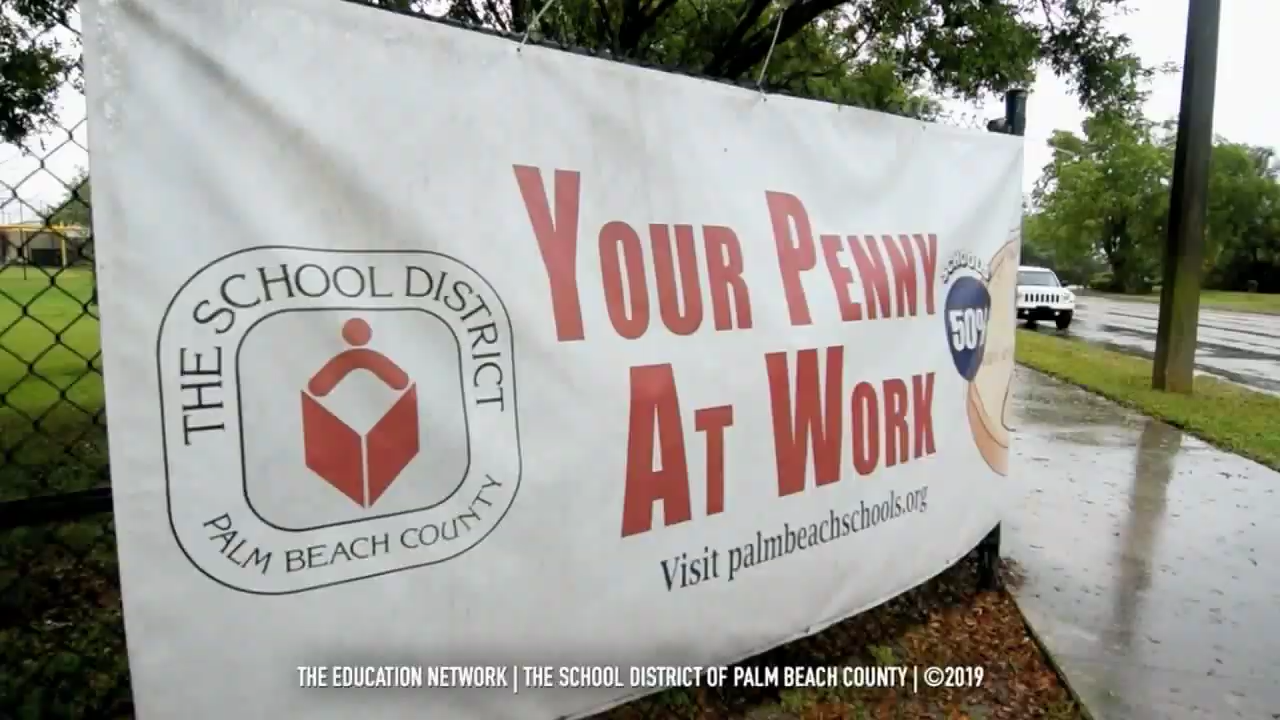 THE SCHOOL DISTRICT
PALM BEACH COUNTY
YOUR PENNY
AT WORK
Visit palmbeachschools.org
SCHOOLS
50%
THE EDUCATION NETWORK | THE SCHOOL DISTRICT OF PALM BEACH COUNTY | ©2019